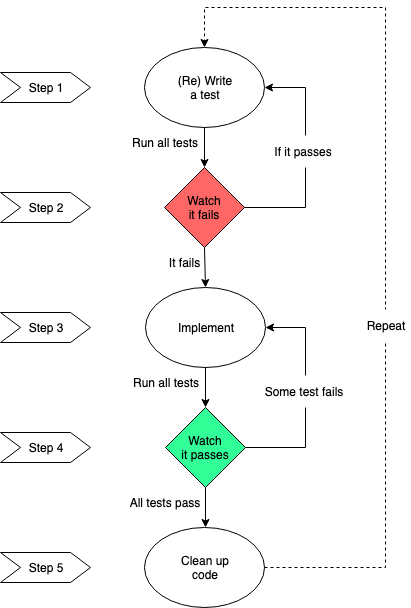 Step 1
(Re) Write
a test
Run all tests
If it passes
Step 2
Watch
it fails
It fails
Step 3
Implement
Repeat
Run all tests
Some test fails
Step 4
Watch
it passes
All tests pass
Step 5
Clean up
code